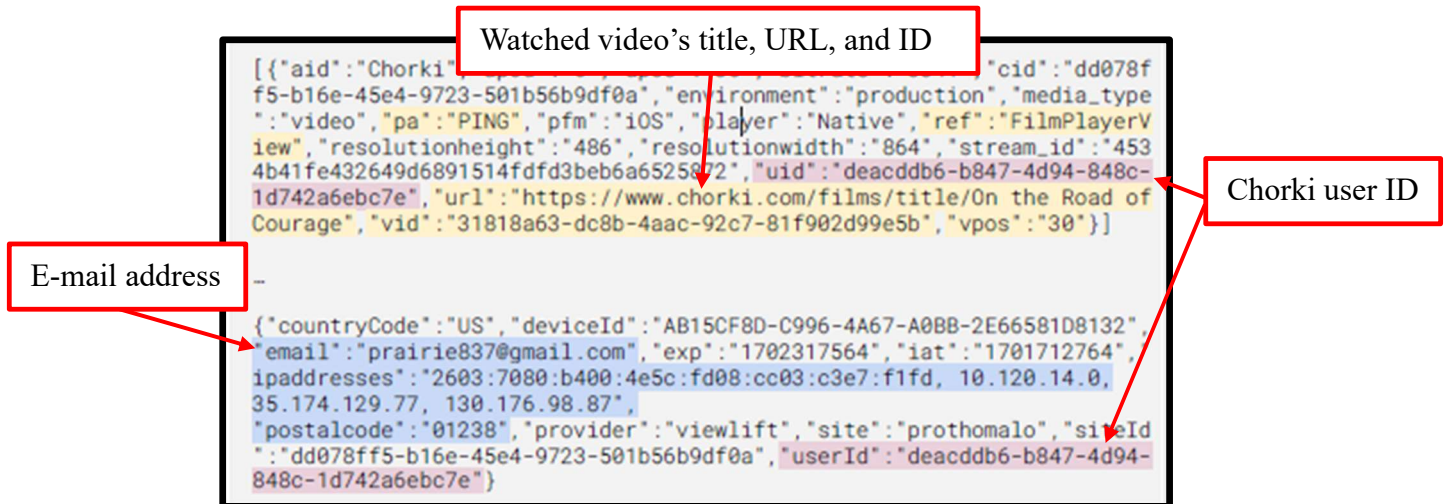 Watched video’s title, URL, and ID
[{"aid":"Chorki" "cid":"dd078f
f5-b16e-45e4-9723-501b56b9df0a","environment":"production","media_type
":"video","pa":"PING","pfm":"iOS","player":"Native","ref":"FilmPlayerV
iew","resolutionheight":"486","resolutionwidth":"864","stream_id":"453
4b41fe432649d6891514fdfd3beb6a6525872","uid":"deacddb6-b847-4d94-848c-
1d742a6ebc7e","url":"https://www.chorki.com/films/title/On the Road of
Courage","vid":"31818a63-dc8b-4aac-92c7-81f902d99e5b","vpos":"30"}]
Chorki user ID
E-mail address
…
{"countryCode":"US","deviceId":"AB15CF8D-C996-4A67-A0BB-2E66581D8132",
"email":"prairie837@gmail.com","exp":"1702317564","iat":"1701712764","
ipaddresses":"2603:7080:b400:4e5c:fd08:cc03:c3e7:f1fd, 10.120.14.0,
35.174.129.77, 130.176.98.87",
"postalcode":"01238","provider":"viewlift","site":"prothomalo","siteId
":"dd078ff5-b16e-45e4-9723-501b56b9df0a","userId":"deacddb6-b847-4d94-
848c-1d742a6ebc7e"}